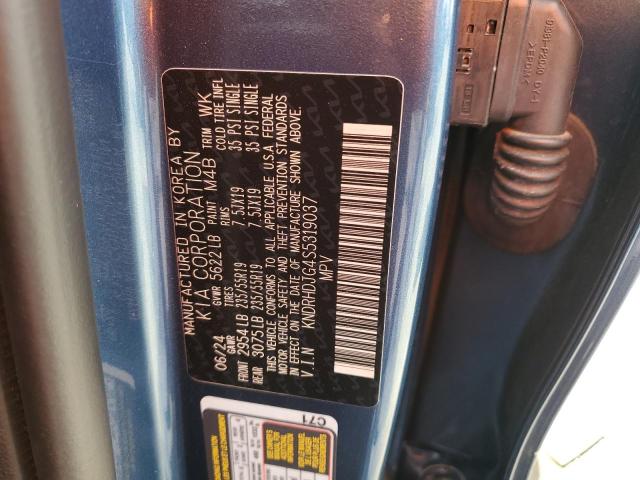 MANUFACTURED IN KOREA BY
KIA CORPORATION
06/24 GVWR 5622 LB PAINT M4B TRIM WK
GAWR TIRES RIMS COLD TIRE INFL
FRONT 2954 LB 235/55R19 7.5JX19 35 PSI SINGLE
REAR 3075 LB 235/55R19 7.5JX19 35 PSI SINGLE
THIS VEHICLE CONFORMS TO ALL APPLICABLE U.S.A FEDERAL
MOTOR VEHICLE SAFETY AND THEFT PREVENTION STANDARDS
IN EFFECT ON THE DATE OF MANUFACTURE SHOWN ABOVE.
V.I.N KNDRHDJG4S5319037
MPV
C71